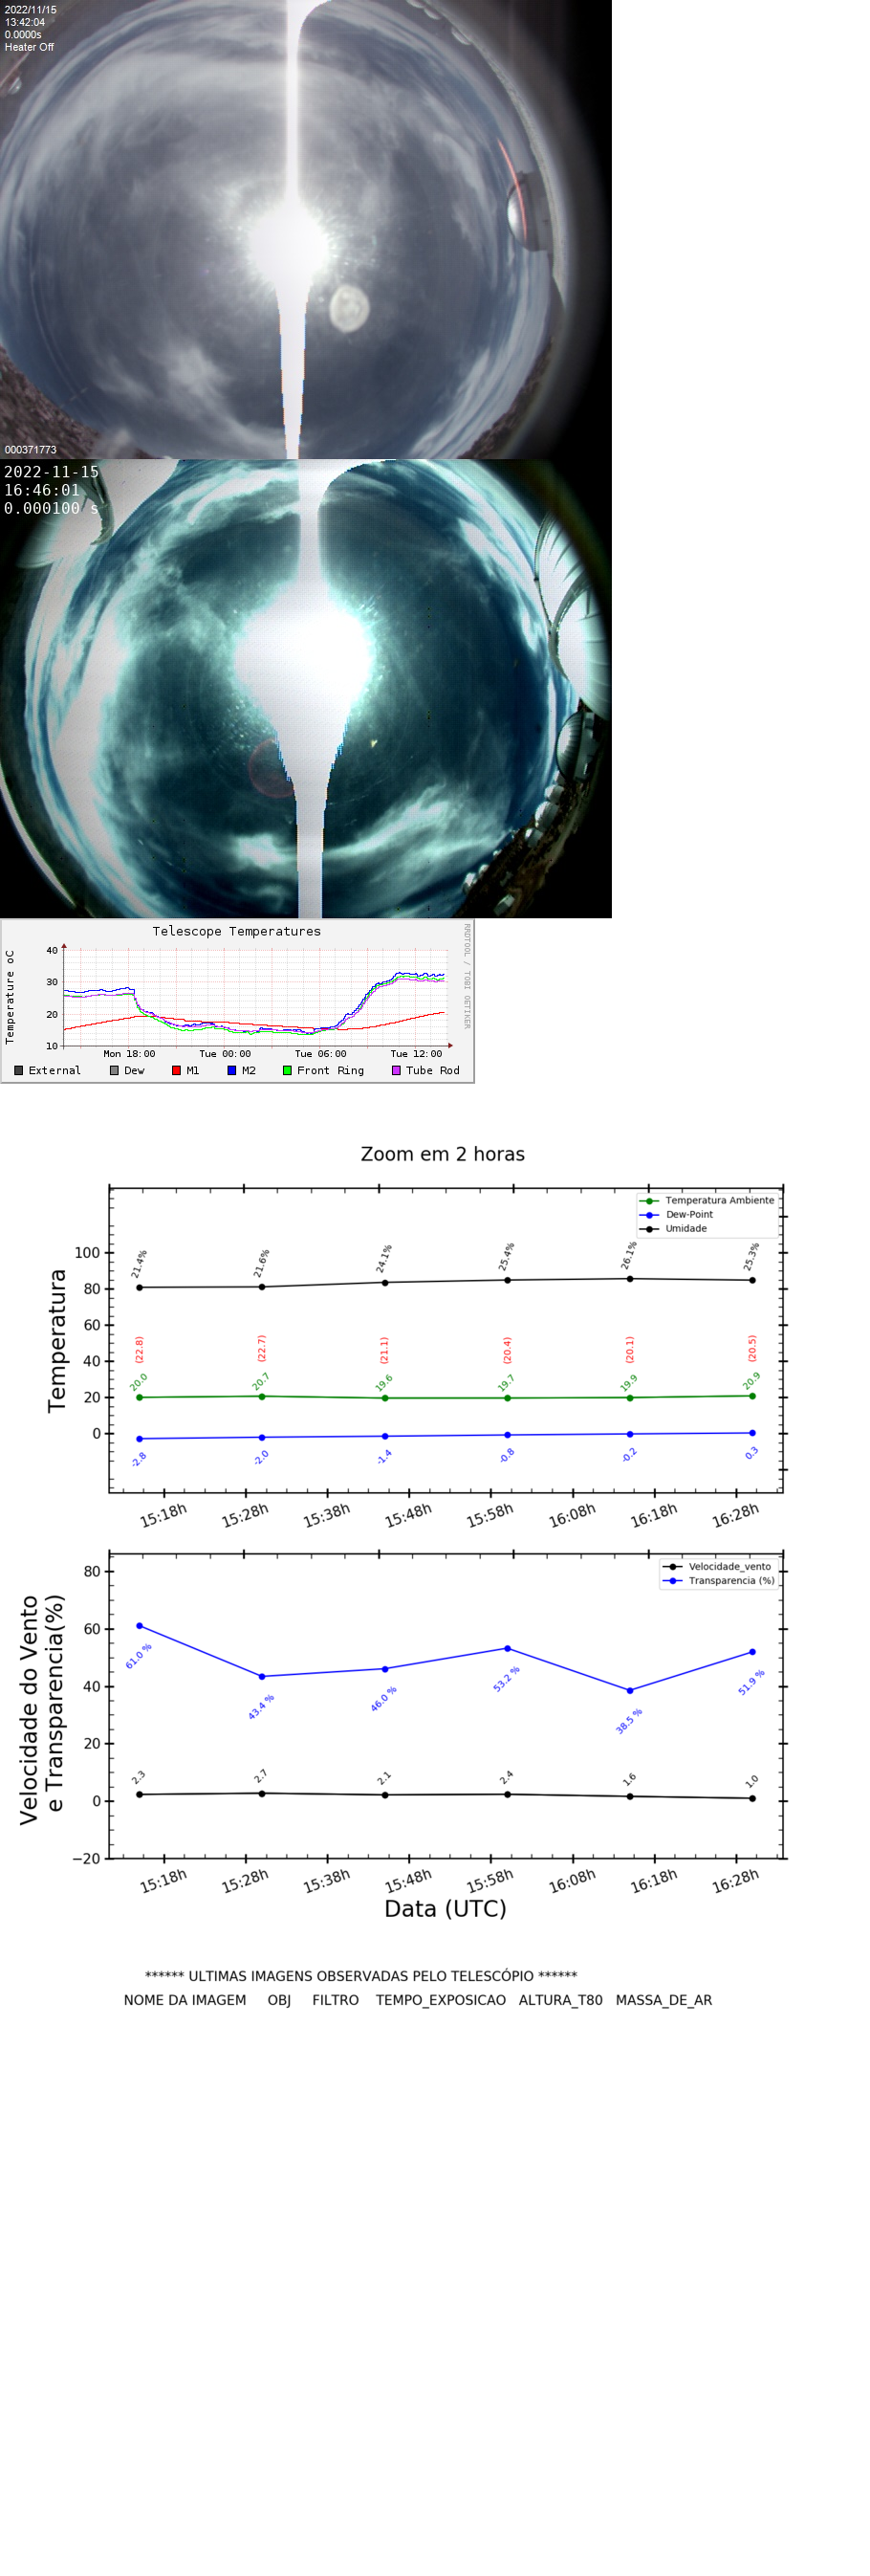 2022/11/15
13:42:04
0.0000s
Heater Off
000371773
2022-11-15
16:46:01
0.000100 s
Telescope Temperatures
RRDTOOL / TOBI OETIKER
Temperature oC
40
30
20
10
Mon 18:00 Tue 00:00 Tue 06:00 Tue 12:00
External Dew M1 M2 Front Ring Tube Rod
Zoom em 2 horas
Temperatura Ambiente
Dew-Point
Umidade
Temperatura
100
80
60
40
20
0
21.4% 21.6% 24.1% 25.4% 26.1% 25.3%
(22.8) (22.7) (21.1) (20.4) (20.1) (20.5)
20.0 20.7 19.6 19.7 19.9 20.9
-2.8 -2.0 -1.4 -0.8 -0.2 0.3
15:18h 15:28h 15:38h 15:48h 15:58h 16:08h 16:18h 16:28h
Velocidade_vento
Transparencia (%)
Velocidade do Vento
e Transparencia(%)
80
60
40
20
0
−20
61.0 % 43.4 % 46.0 % 53.2 % 38.5 % 51.9 %
2.3 2.7 2.1 2.4 1.6 1.0
15:18h 15:28h 15:38h 15:48h 15:58h 16:08h 16:18h 16:28h
Data (UTC)
****** ULTIMAS IMAGENS OBSERVADAS PELO TELESCÓPIO ******
NOME DA IMAGEM OBJ FILTRO TEMPO_EXPOSICAO ALTURA_T80 MASSA_DE_AR